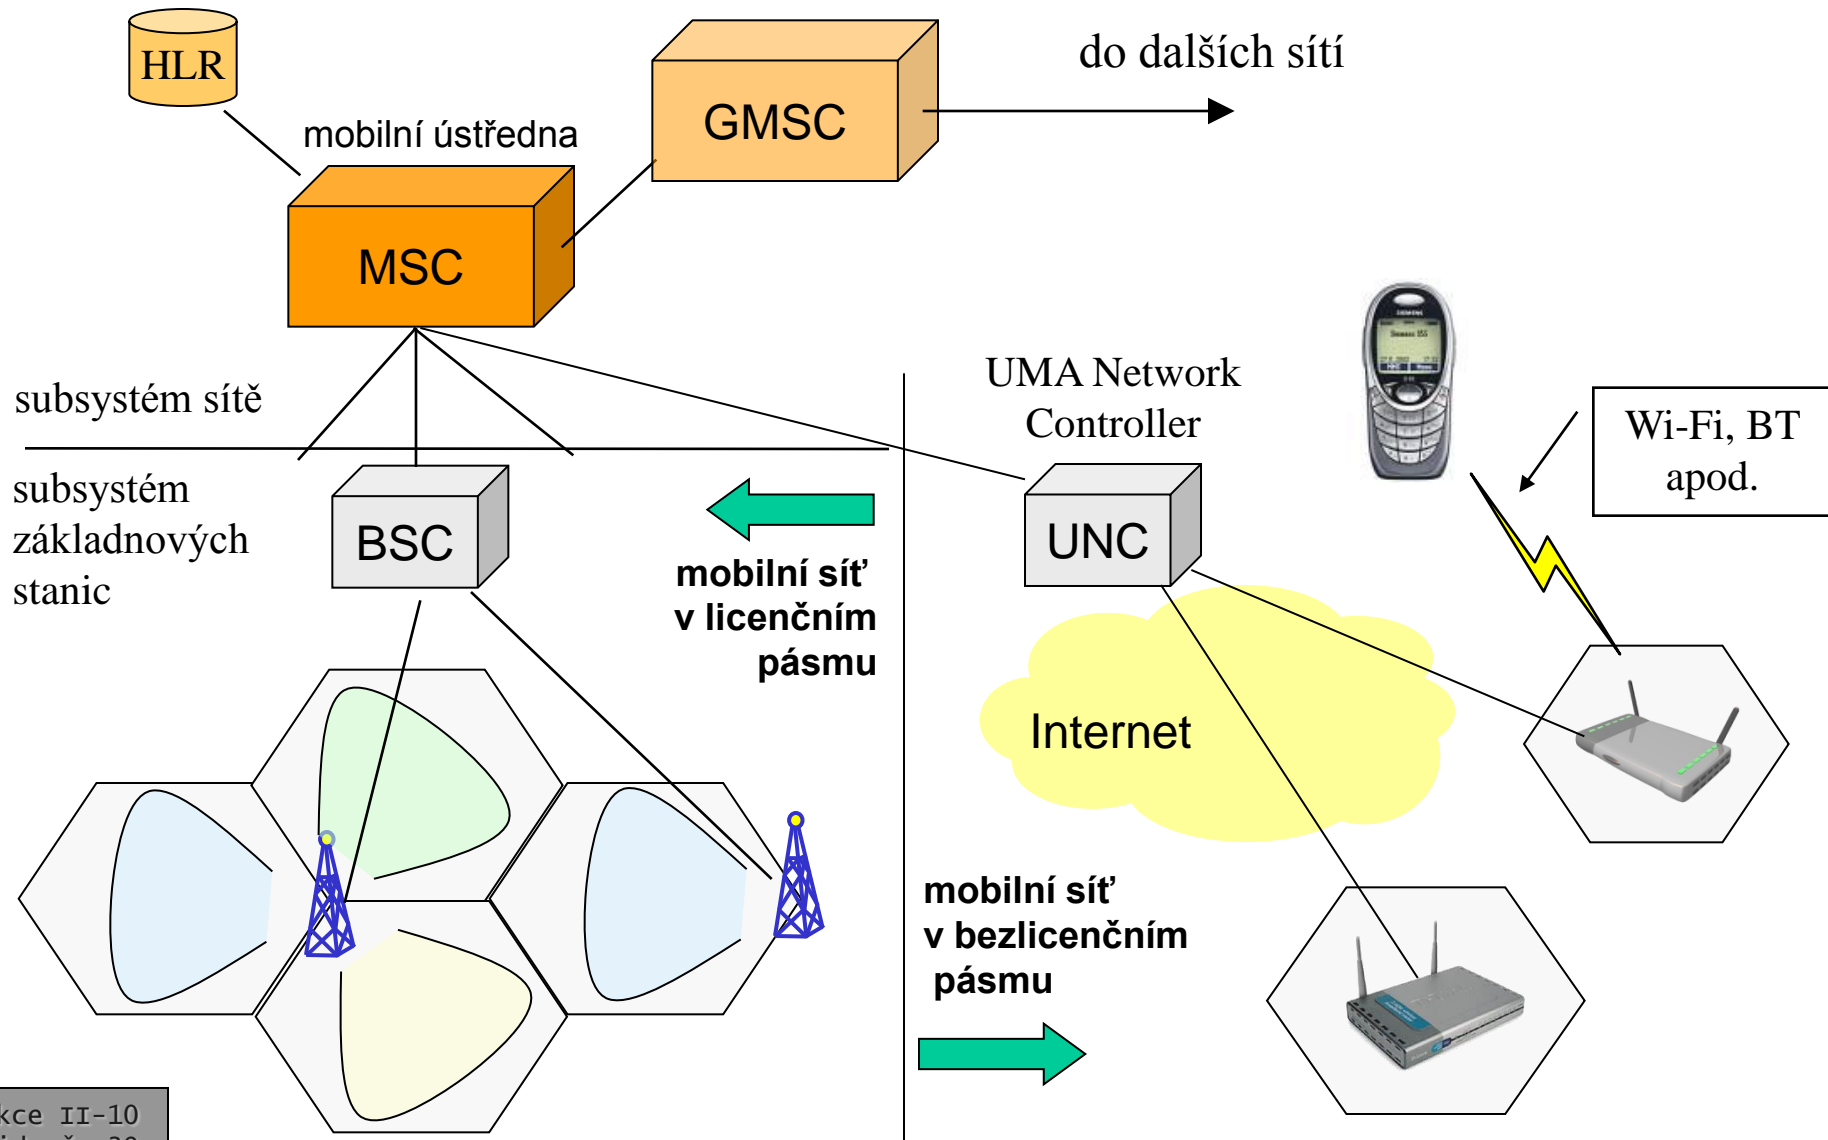 HLR
mobilní ústředna
GMSC
do dalších sítí
MSC
subsystém sítě
subsystém
základnových
stanic
BSC
mobilní síť
v licenčním
pásmu
UMA Network
Controller
UNC
Wi-Fi, BT
apod.
Internet
mobilní síť
v bezlicenčním
pásmu
kce II-10